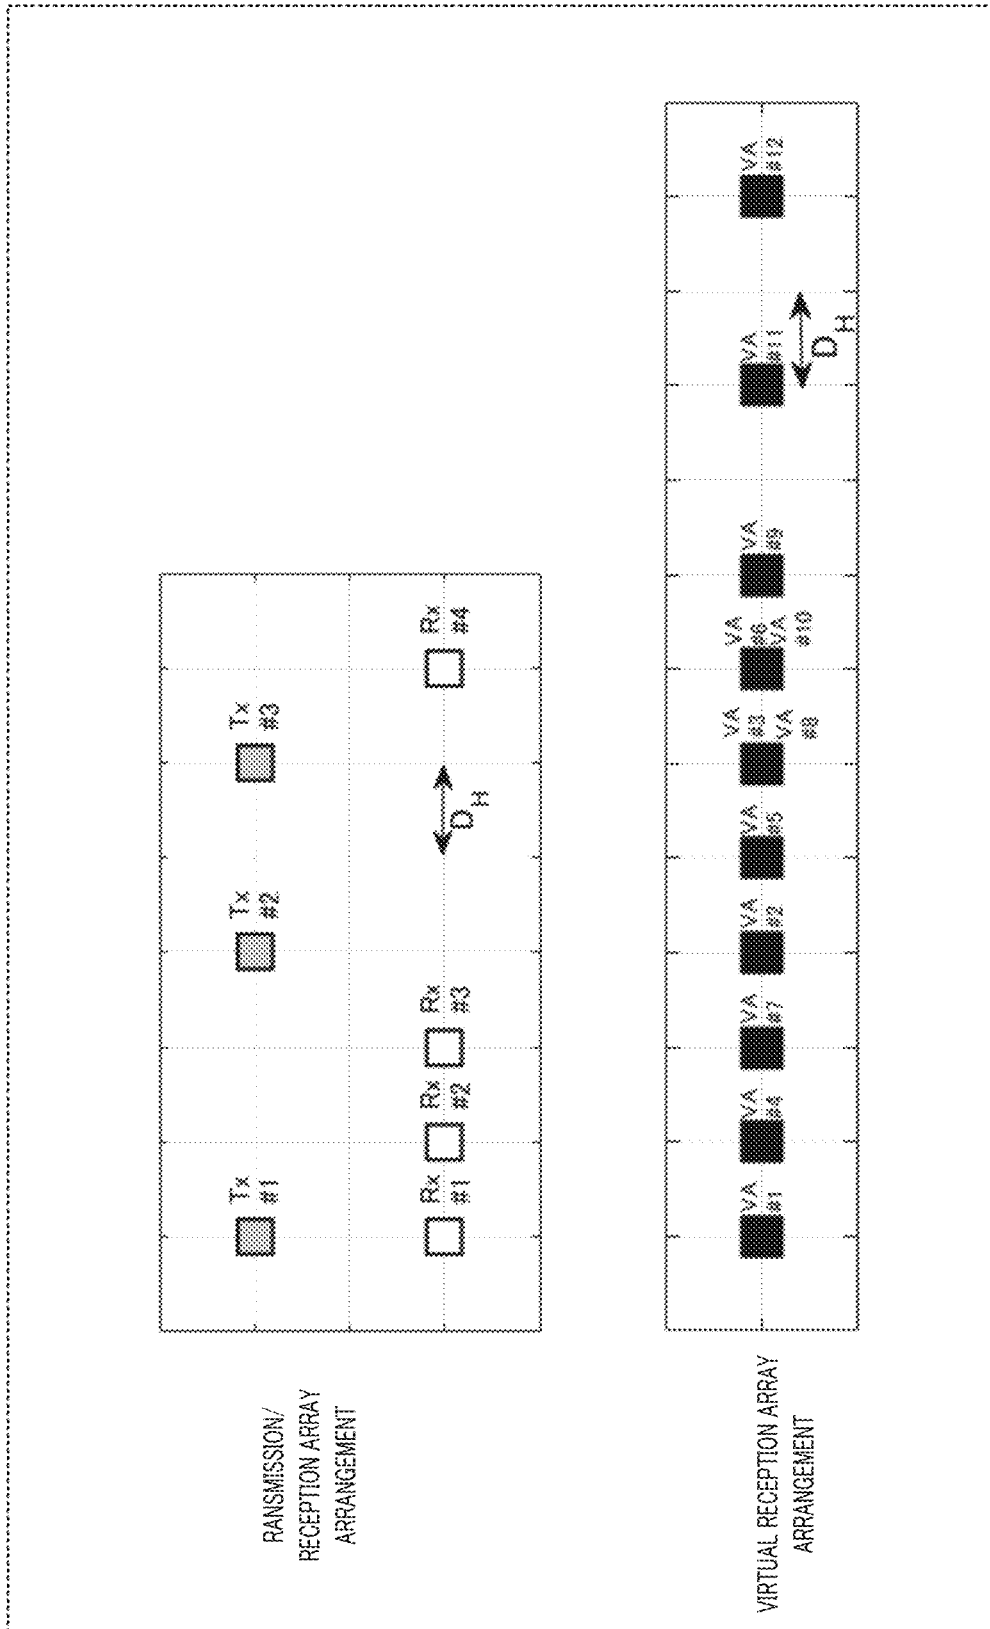 RANSMISSION/
RECEPTION ARRAY
ARRANGEMENT
Tx
#1
Tx
#2
Tx
#3
Rx
#1
Rx
#2
Rx
#3
Rx
#4
DH
VIRTUAL RECEPTION ARRAY
ARRANGEMENT
VA
#1
VA
#4
VA
#7
VA
#2
VA
#5
VA
#3
VA
#8
VA
#6
VA
#10
VA
#9
VA
#11
VA
#12
DH